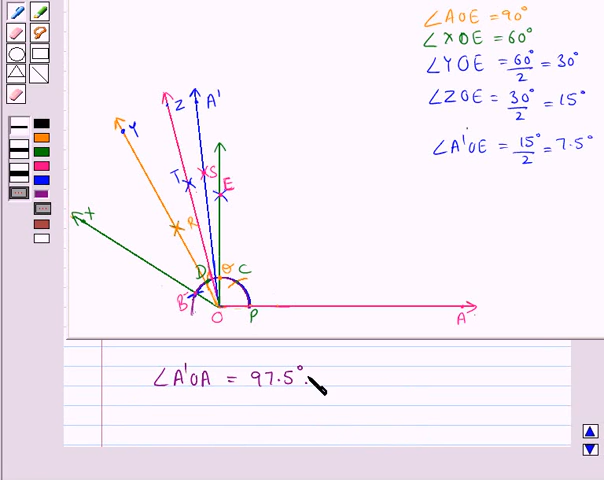 ∠AOE = 90°
∠XOE = 60°
∠YOE = 60°/2 = 30°
∠ZOE = 30°/2 = 15°
∠A'OE = 15°/2 = 7.5°
Z A'
Y
T S E
X R
D Q C
B
O P A
∠A'OA = 97.5°